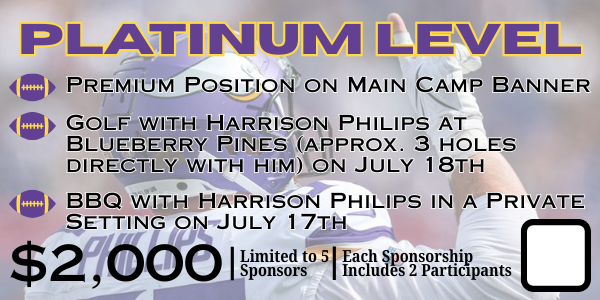 PLATINUM LEVEL
PREMIUM POSITION ON MAIN CAMP BANNER
GOLF WITH HARRISON PHILIPS AT
BLUEBERRY PINES (APPROX. 3 HOLES
DIRECTLY WITH HIM) ON JULY 18TH
BBQ WITH HARRISON PHILIPS IN A PRIVATE
SETTING ON JULY 17TH
PHILLIPS
$2,000 | Limited to 5 | Each Sponsorship
Sponsors Includes 2 Participants